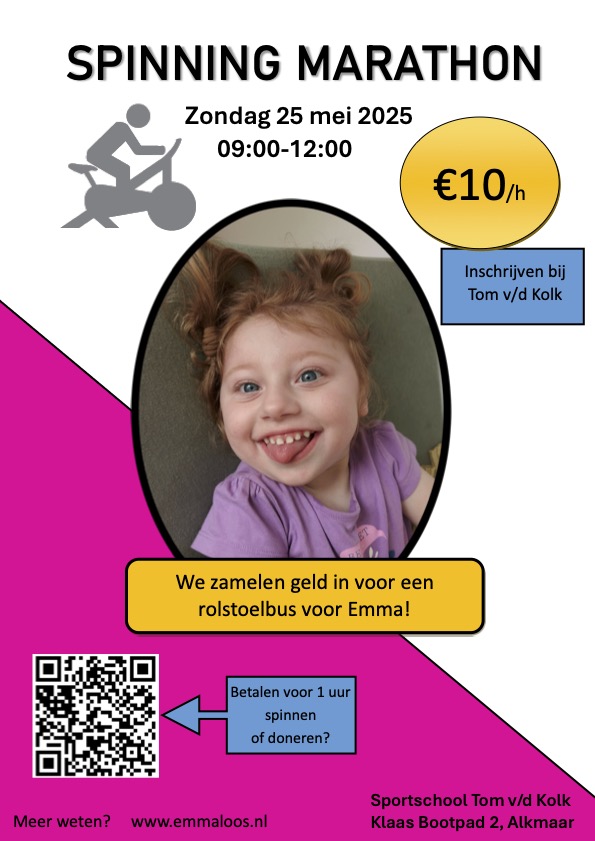 SPINNING MARATHON
Zondag 25 mei 2025
09:00-12:00
€10/h
Inschrijven bij
Tom v/d Kolk
We zamelen geld in voor een
rolstoelbus voor Emma!
Betalen voor 1 uur
spinnen
of doneren?
Sportschool Tom v/d Kolk
Klaas Bootpad 2, Alkmaar
Meer weten? www.emmaloos.nl